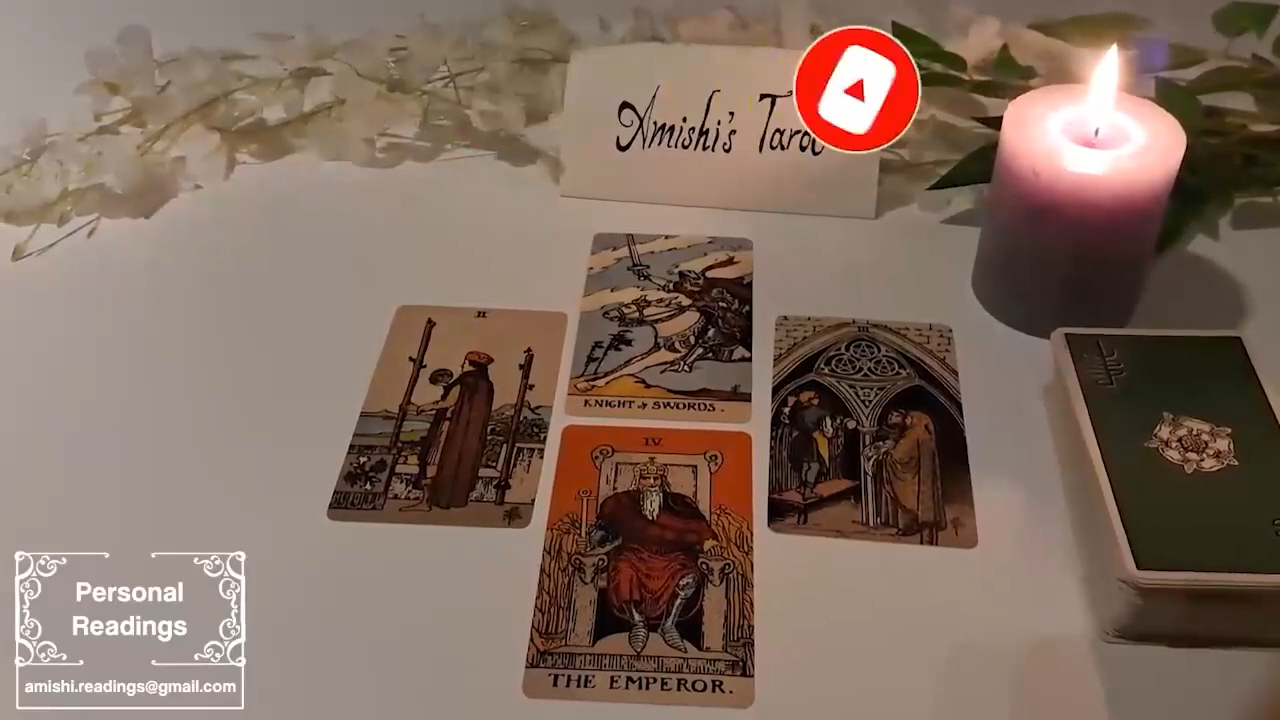 Amishi's Tarot
II
KNIGHT of SWORDS.
III
IV
THE EMPEROR.
Personal
Readings
amishi.readings@gmail.com